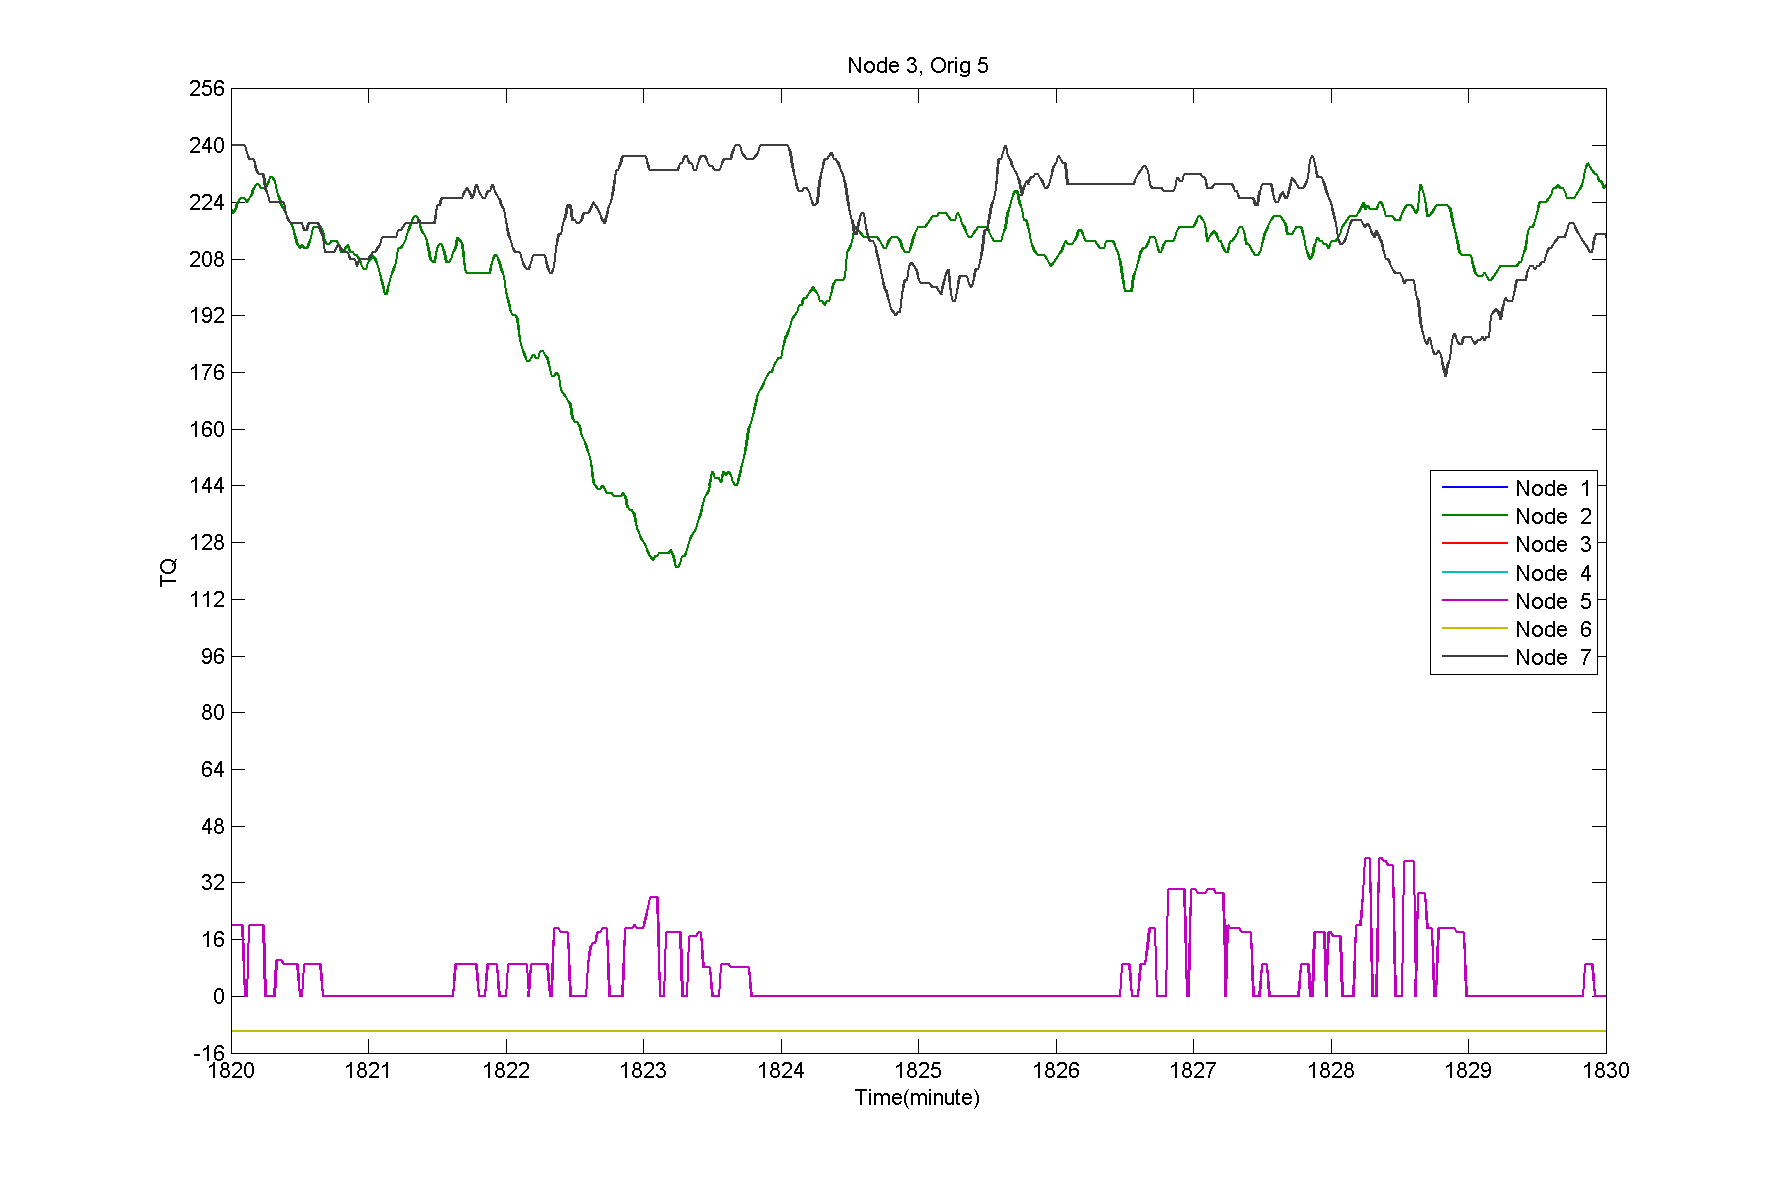 Node 3, Orig 5
256
240
224
208
192
176
160
144
128
112
96
80
64
48
32
16
0
-16
TQ
Node 1
Node 2
Node 3
Node 4
Node 5
Node 6
Node 7
1820 1821 1822 1823 1824 1825 1826 1827 1828 1829 1830
Time(minute)